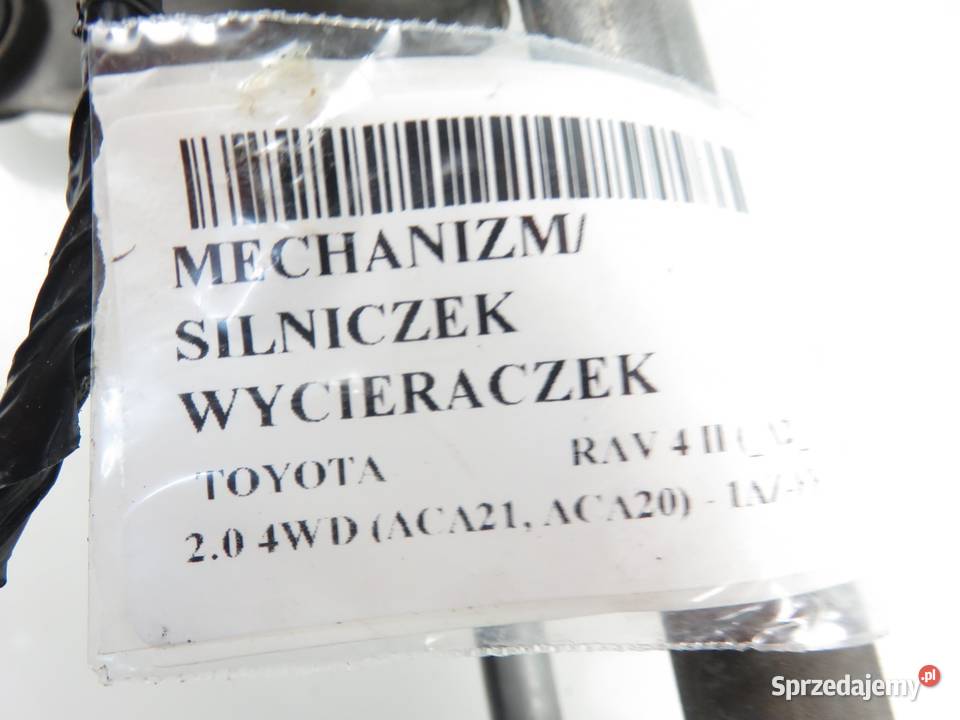 MECHANIZM/
SILNICZEK
WYCIERACZEK
TOYOTA RAV 4 II
2.0 4WD (ACA21, ACA20) -
Sprzedajemy.pl